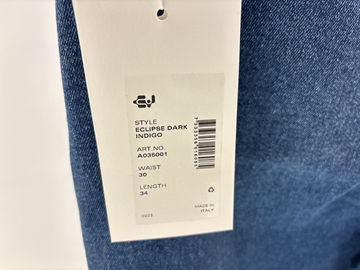 STYLE
ECLIPSE DARK
INDIGO
ART.NO.
A035001
WAIST
30
LENGTH
34
MADE IN
ITALY